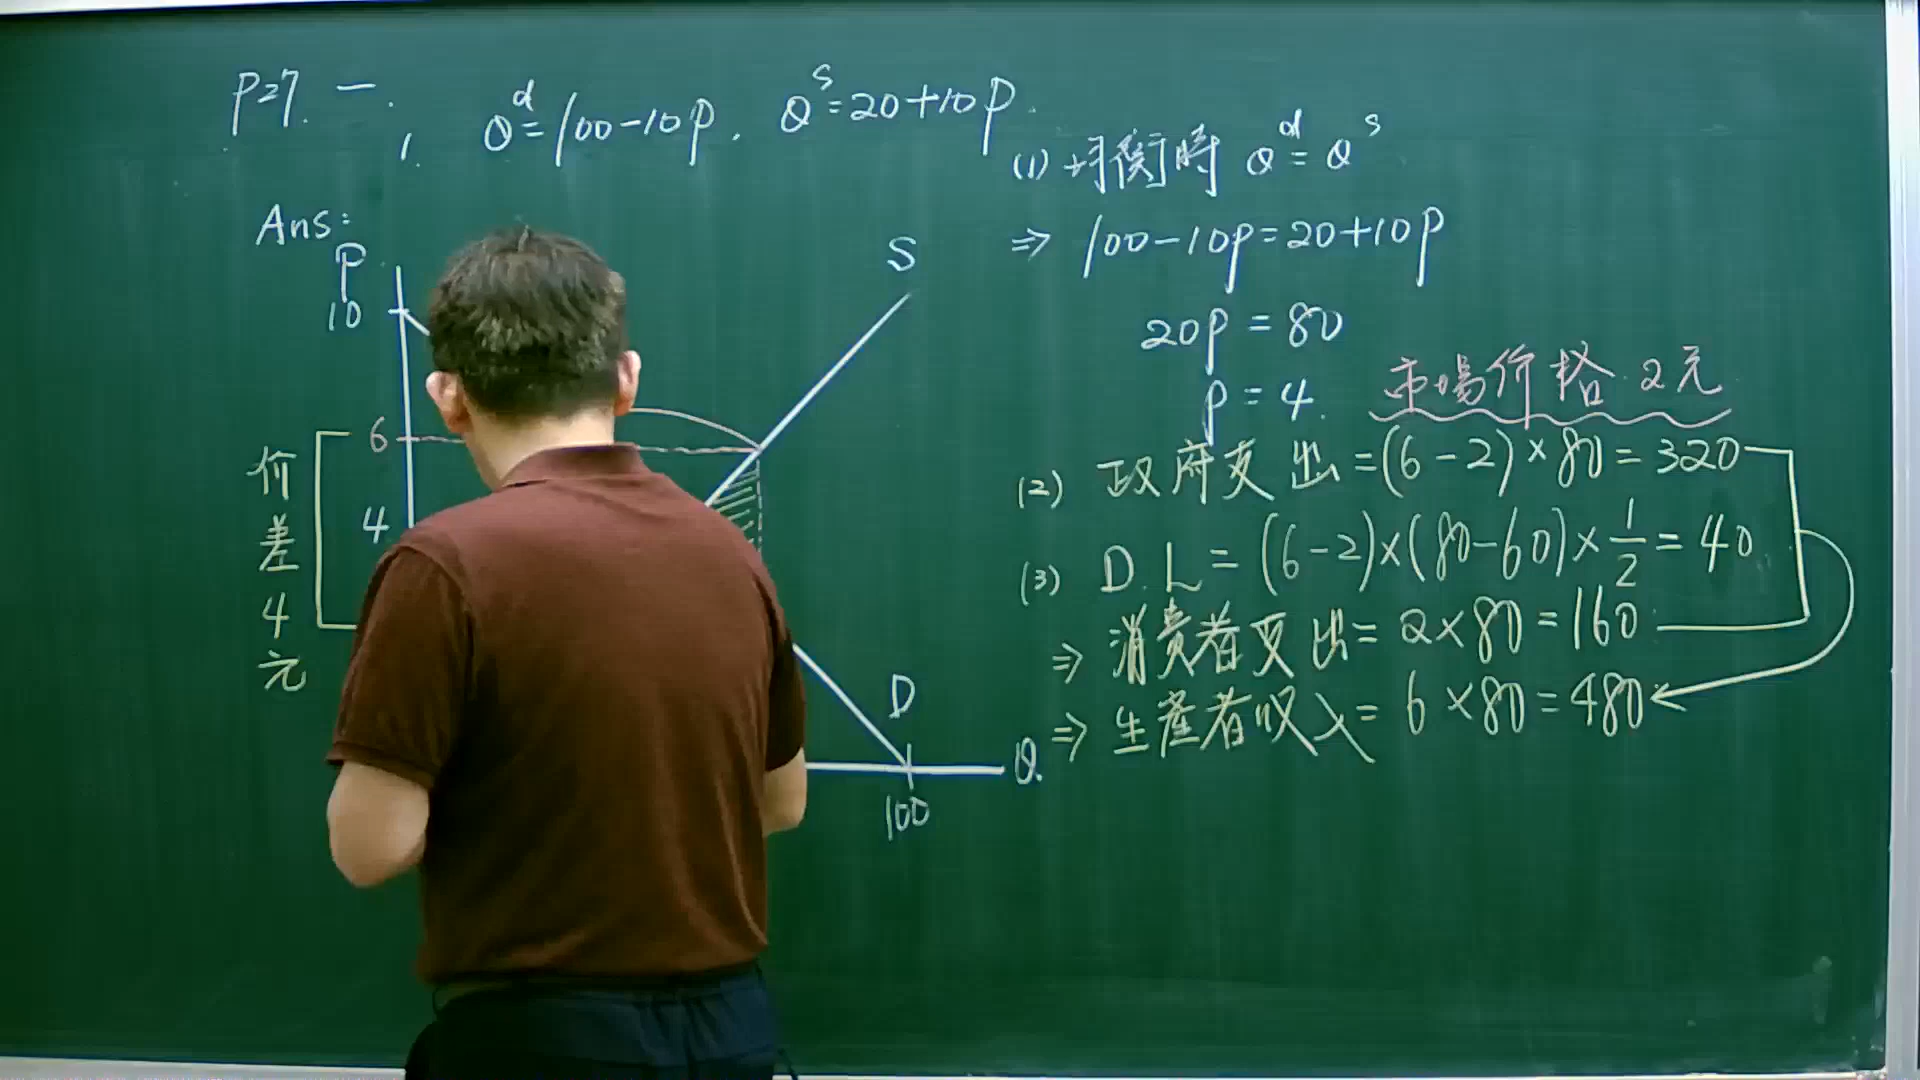 P27. 一.
1. Q^d=100-10P. Q^s=20+10P.
Ans:
P
10
6
4
价差4元
S
D
100
Q.
(1) 均衡時 Q^d=Q^s
⇒ 100-10P=20+10P
20P=80
P=4.
市場价格2元
(2) 政府支出=(6-2)×80=320
(3) D.L=(6-2)×(80-60)×1/2=40
⇒ 消費者支出=2×80=160
⇒ 生產者収入=6×80=480